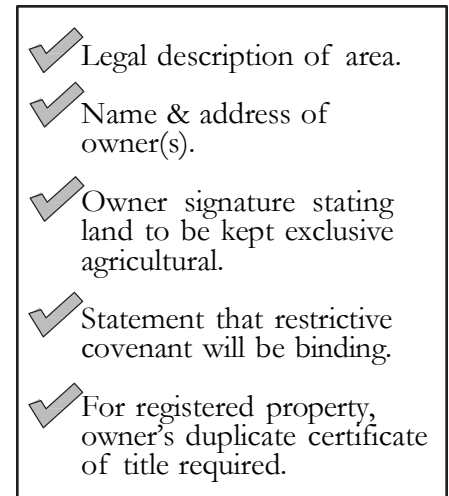 Legal description of area.
Name & address of
owner(s).
Owner signature stating
land to be kept exclusive
agricultural.
Statement that restrictive
covenant will be binding.
For registered property,
owner's duplicate certificate
of title required.